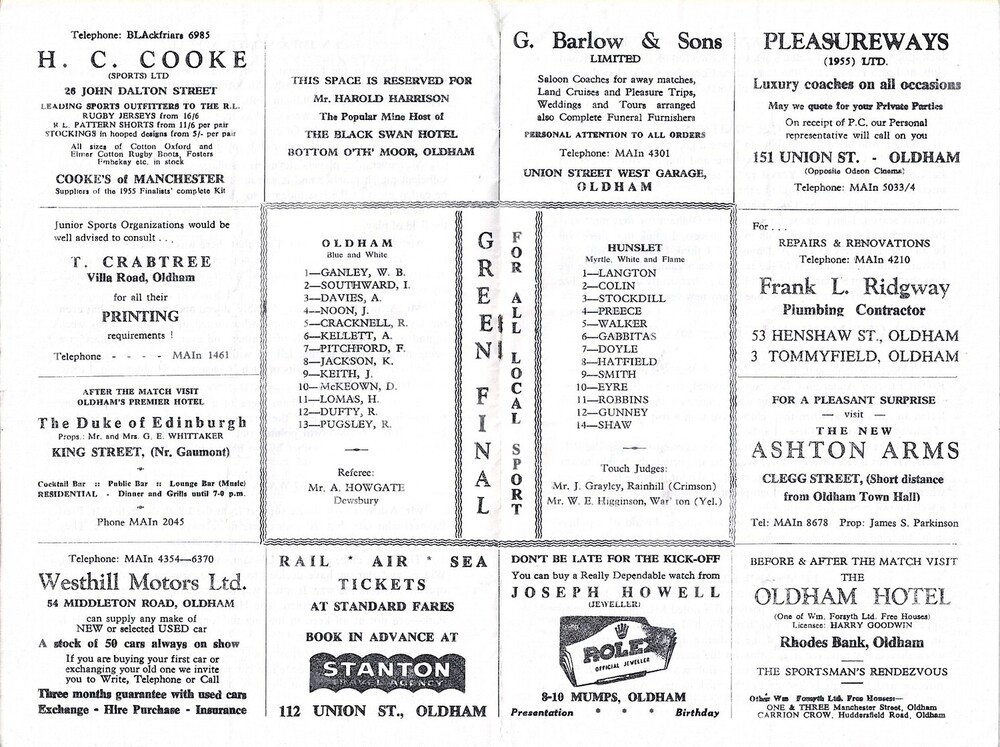 Telephone: BLAckfriars 6985
H. C. COOKE
(SPORTS) LTD
26 JOHN DALTON STREET
LEADING SPORTS OUTFITTERS TO THE R.L.
RUGBY JERSEYS from 16/6
R L. PATTERN SHORTS from 11/6 per pair
STOCKINGS in hooped designs from 5/- per pair
All sizes of Cotton Oxford and
Elmer Cotton Rugby Boots, Fosters
etc. in stock
COOKE'S of MANCHESTER
Suppliers of the 1955 Finalists' complete Kit
THIS SPACE IS RESERVED FOR
Mr. HAROLD HARRISON
The Popular Mine Host of
THE BLACK SWAN HOTEL
BOTTOM O'TH' MOOR, OLDHAM
G. Barlow & Sons
LIMITED
Saloon Coaches for away matches,
Land Cruises and Pleasure Trips,
Weddings and Tours arranged
also Complete Funeral Furnishers
PERSONAL ATTENTION TO ALL ORDERS
Telephone: MAIn 4301
UNION STREET WEST GARAGE,
OLDHAM
PLEASUREWAYS
(1955) LTD.
Luxury coaches on all occasions
May we quote for your Private Parties
On receipt of P.C. our Personal
representative will call on you
151 UNION ST. - OLDHAM
(Opposite Odeon Cinema)
Telephone: MAIn 5033/4
Junior Sports Organizations would be
well advised to consult . . .
T. CRABTREE
Villa Road, Oldham
for all their
PRINTING
requirements !
Telephone - - - - MAIn 1461
AFTER THE MATCH VISIT
OLDHAM'S PREMIER HOTEL
The Duke of Edinburgh
Props.: Mr. and Mrs. G. E. WHITTAKER
KING STREET, (Nr. Gaumont)
Cocktail Bar :: Public Bar :: Lounge Bar (Music)
RESIDENTIAL - Dinner and Grills until 7-0 p.m.
Phone MAIn 2045
OLDHAM
Blue and White
1—GANLEY, W. B.
2—SOUTHWARD, I.
3—DAVIES, A.
4—NOON, J.
5—CRACKNELL, R.
6—KELLETT, A.
7—PITCHFORD, F.
8—JACKSON, K.
9—KEITH, J.
10—McKEOWN, D.
11—LOMAS, H.
12—DUFTY, R.
13—PUGSLEY, R.
Referee:
Mr. A. HOWGATE
Dewsbury
GREEN FINAL
FOR ALL LOCAL SPORT
HUNSLET
Myrtle, White and Flame
1—LANGTON
2—COLIN
3—STOCKDILL
4—PREECE
5—WALKER
6—GABBITAS
7—DOYLE
8—HATFIELD
9—SMITH
10—EYRE
11—ROBBINS
12—GUNNEY
14—SHAW
Touch Judges:
Mr. J. Grayley, Rainhill (Crimson)
Mr. W. E. Higginson, (Yel.)
For . . .
REPAIRS & RENOVATIONS
Telephone: MAIn 4210
Frank L. Ridgway
Plumbing Contractor
53 HENSHAW ST., OLDHAM
3 TOMMYFIELD, OLDHAM
FOR A PLEASANT SURPRISE
— visit —
THE NEW
ASHTON ARMS
CLEGG STREET, (Short distance
from Oldham Town Hall)
Tel: MAIn 8678 Prop: James S. Parkinson
Telephone: MAIn 4354—6370
Westhill Motors Ltd.
54 MIDDLETON ROAD, OLDHAM
can supply any make of
NEW or selected USED car
A stock of 50 cars always on show
If you are buying your first car or
exchanging your old one we invite
you to Write, Telephone or Call
Three months guarantee with used cars
Exchange - Hire Purchase - Insurance
RAIL * AIR * SEA
TICKETS
AT STANDARD FARES
BOOK IN ADVANCE AT
STANTON
TRAVEL AGENCY
112 UNION ST., OLDHAM
DON'T BE LATE FOR THE KICK-OFF
You can buy a Really Dependable watch from
JOSEPH HOWELL
(JEWELLER)
ROLEX
OFFICIAL JEWELLER
8-10 MUMPS, OLDHAM
Presentation * * * Birthday
BEFORE & AFTER THE MATCH VISIT
THE
OLDHAM HOTEL
(One of Wm. Forsyth Ltd. Free Houses)
Licensee: HARRY GOODWIN
Rhodes Bank, Oldham
THE SPORTSMAN'S RENDEZVOUS
Other Wm Forsyth Ltd. Free Houses:—
ONE & THREE Manchester Street, Oldham
CARRION CROW, Huddersfield Road, Oldham